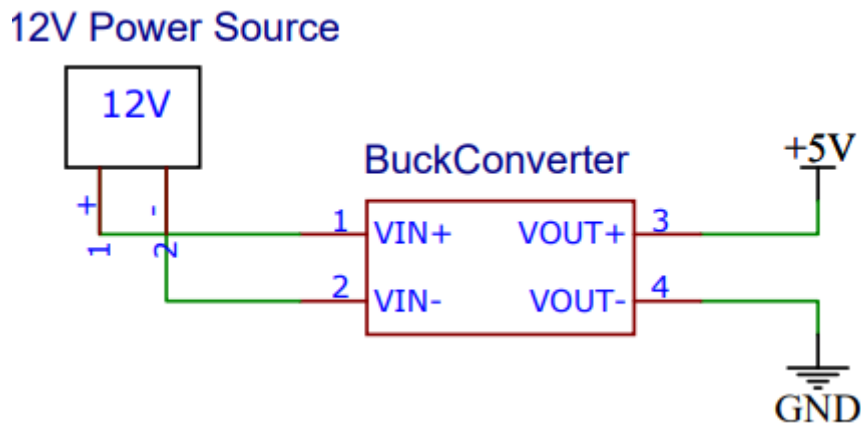 12V Power Source
12V
+ -
1 2
BuckConverter
1 VIN+ VOUT+ 3
2 VIN- VOUT- 4
+5V
GND